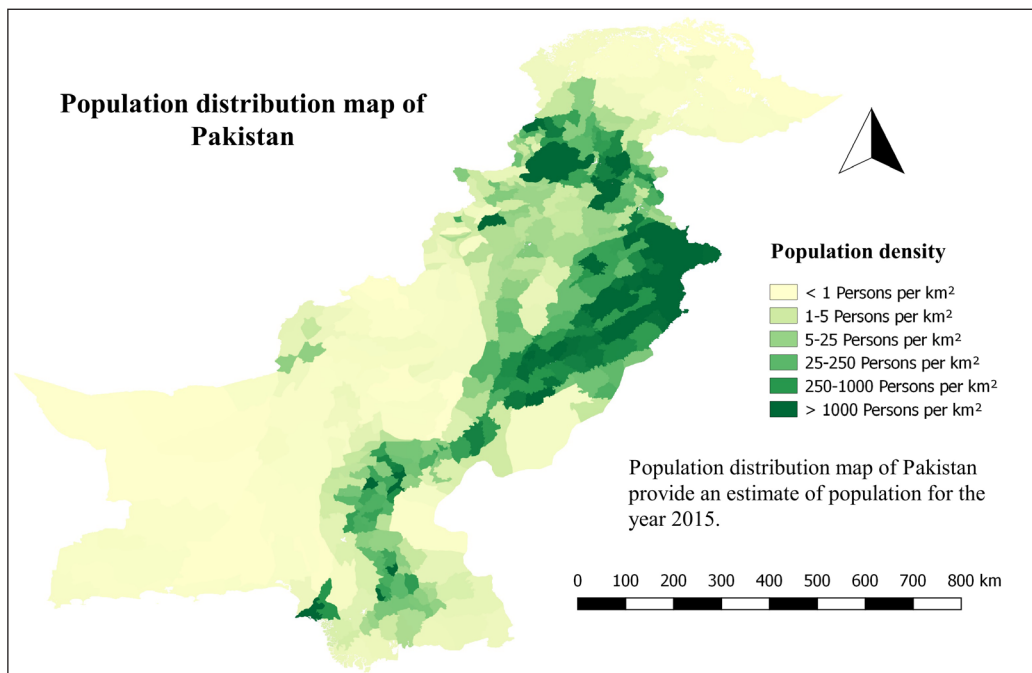 Population distribution map of
Pakistan
Population density
< 1 Persons per km²
1-5 Persons per km²
5-25 Persons per km²
25-250 Persons per km²
250-1000 Persons per km²
> 1000 Persons per km²
Population distribution map of Pakistan
provide an estimate of population for the
year 2015.
0 100 200 300 400 500 600 700 800 km